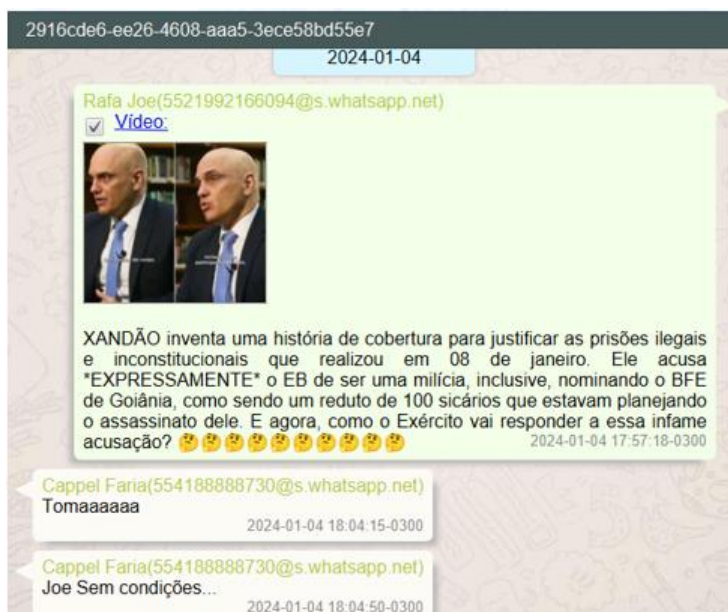 2916cde6-ee26-4608-aaa5-3ece58bd55e7
2024-01-04
Rafa Joe(5521992166094@s.whatsapp.net)
Vídeo:
XANDÃO inventa uma história de cobertura para justificar as prisões ilegais
e inconstitucionais que realizou em 08 de janeiro. Ele acusa
*EXPRESSAMENTE* o EB de ser uma milícia, inclusive, nominando o BFE
de Goiânia, como sendo um reduto de 100 sicários que estavam planejando
o assassinato dele. E agora, como o Exército vai responder a essa infame
acusação? 🤔🤔🤔🤔🤔🤔🤔🤔🤔🤔 2024-01-04 17:57:18-0300
Cappel Faria(554188888730@s.whatsapp.net)
Tomaaaaaa
2024-01-04 18:04:15-0300
Cappel Faria(554188888730@s.whatsapp.net)
Joe Sem condições...
2024-01-04 18:04:50-0300